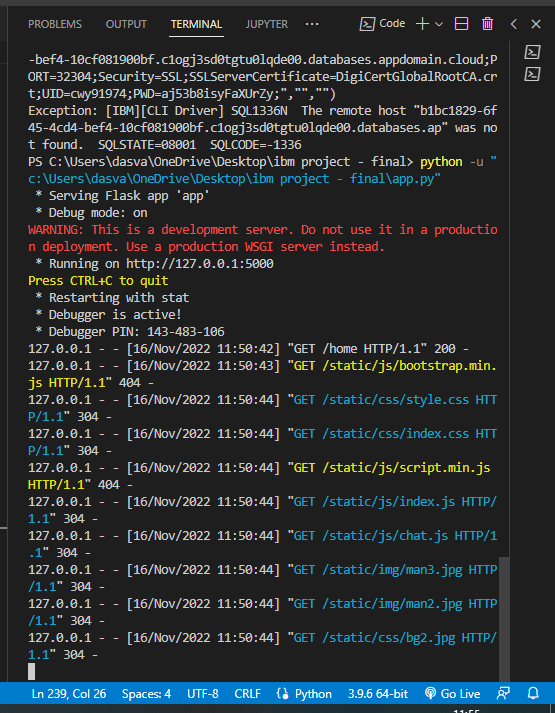 PROBLEMS OUTPUT TERMINAL JUPYTER ··· Code
-bef4-10cf081900bf.c1ogj3sd0tgtu0lqde00.databases.appdomain.cloud;P
ORT=32304;Security=SSL;SSLServerCertificate=DigiCertGlobalRootCA.cr
t;UID=cwy91974;PWD=aj53b8isyFaXUrZy;","","")
Exception: [IBM][CLI Driver] SQL1336N  The remote host "b1bc1829-6f
45-4cd4-bef4-10cf081900bf.c1ogj3sd0tgtu0lqde00.databases.ap" was no
t found.  SQLSTATE=08001  SQLCODE=-1336
PS C:\Users\dasva\OneDrive\Desktop\ibm project - final> python -u "
c:\Users\dasva\OneDrive\Desktop\ibm project - final\app.py"
 * Serving Flask app 'app'
 * Debug mode: on
WARNING: This is a development server. Do not use it in a productio
n deployment. Use a production WSGI server instead.
 * Running on http://127.0.0.1:5000
Press CTRL+C to quit
 * Restarting with stat
 * Debugger is active!
 * Debugger PIN: 143-483-106
127.0.0.1 - - [16/Nov/2022 11:50:42] "GET /home HTTP/1.1" 200 -
127.0.0.1 - - [16/Nov/2022 11:50:43] "GET /static/js/bootstrap.min.
js HTTP/1.1" 404 -
127.0.0.1 - - [16/Nov/2022 11:50:44] "GET /static/css/style.css HTT
P/1.1" 304 -
127.0.0.1 - - [16/Nov/2022 11:50:44] "GET /static/css/index.css HTT
P/1.1" 304 -
127.0.0.1 - - [16/Nov/2022 11:50:44] "GET /static/js/script.min.js
HTTP/1.1" 404 -
127.0.0.1 - - [16/Nov/2022 11:50:44] "GET /static/js/index.js HTTP/
1.1" 304 -
127.0.0.1 - - [16/Nov/2022 11:50:44] "GET /static/js/chat.js HTTP/1
.1" 304 -
127.0.0.1 - - [16/Nov/2022 11:50:44] "GET /static/img/man3.jpg HTTP
/1.1" 304 -
127.0.0.1 - - [16/Nov/2022 11:50:44] "GET /static/img/man2.jpg HTTP
/1.1" 304 -
127.0.0.1 - - [16/Nov/2022 11:50:44] "GET /static/css/bg2.jpg HTTP/
1.1" 304 -
Ln 239, Col 26 Spaces: 4 UTF-8 CRLF Python 3.9.6 64-bit Go Live